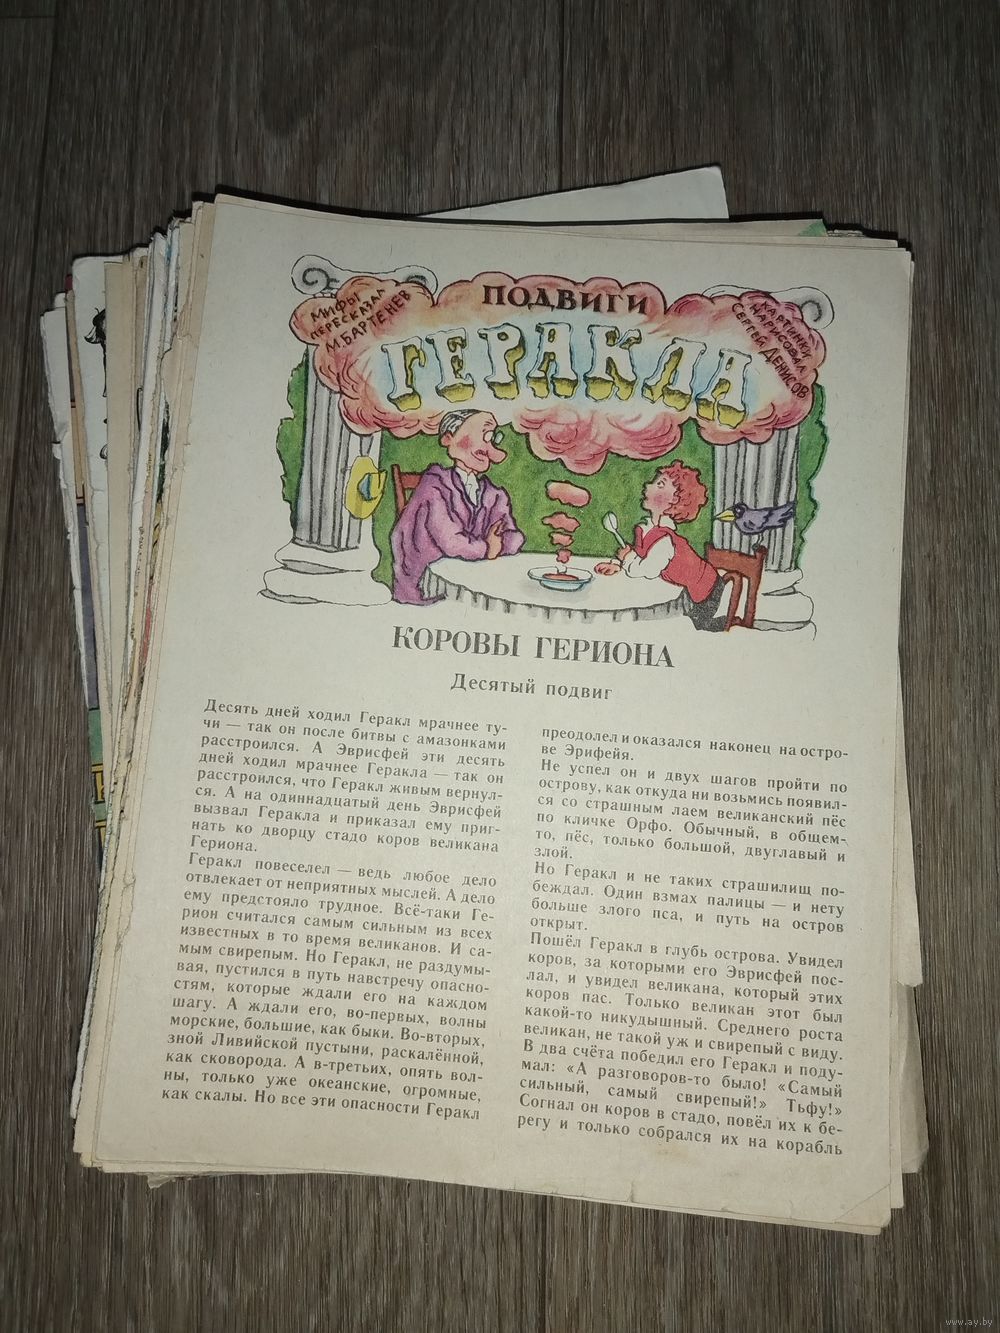 МИФЫ
ПЕРЕСКАЗАЛ
М. БАРТЕНЕВ
ПОДВИГИ
ГЕРАКЛА
КАРТИНКИ
НАРИСОВАЛ
СЕРГЕЙ ДЕНИСОВ
КОРОВЫ ГЕРИОНА
Десятый подвиг
Десять дней ходил Геракл мрачнее ту-
чи — так он после битвы с амазонками
расстроился. А Эврисфей эти десять
дней ходил мрачнее Геракла — так он
расстроился, что Геракл живым вернул-
ся. А на одиннадцатый день Эврисфей
вызвал Геракла и приказал ему приг-
нать ко дворцу стадо коров великана
Гериона.
Геракл повеселел — ведь любое дело
отвлекает от неприятных мыслей. А дело
ему предстояло трудное. Всё-таки Ге-
рион считался самым сильным из всех
известных в то время великанов. И са-
мым свирепым. Но Геракл, не раздумы-
вая, пустился в путь навстречу опасно-
стям, которые ждали его на каждом
шагу. А ждали его, во-первых, волны
морские, большие, как быки. Во-вторых,
зной Ливийской пустыни, раскалённой,
как сковорода. А в-третьих, опять вол-
ны, только уже океанские, огромные,
как скалы. Но все эти опасности Геракл
преодолел и оказался наконец на остро-
ве Эрифейя.
Не успел он и двух шагов пройти по
острову, как откуда ни возьмись появил-
ся со страшным лаем великанский пёс
по кличке Орфо. Обычный, в общем-
то, пёс, только большой, двуглавый и
злой.
Но Геракл и не таких страшилищ по-
беждал. Один взмах палицы — и нету
больше злого пса, и путь на остров
открыт.
Пошёл Геракл в глубь острова. Увидел
коров, за которыми его Эврисфей пос-
лал, и увидел великана, который этих
коров пас. Только великан этот был
какой-то никудышный. Среднего роста
великан, не такой уж и свирепый с виду.
В два счёта победил его Геракл и поду-
мал: «А разговоров-то было! «Самый
сильный, самый свирепый!» Тьфу!»
Согнал он коров в стадо, повёл их к бе-
регу и только собрался их на корабль
www.ay.by